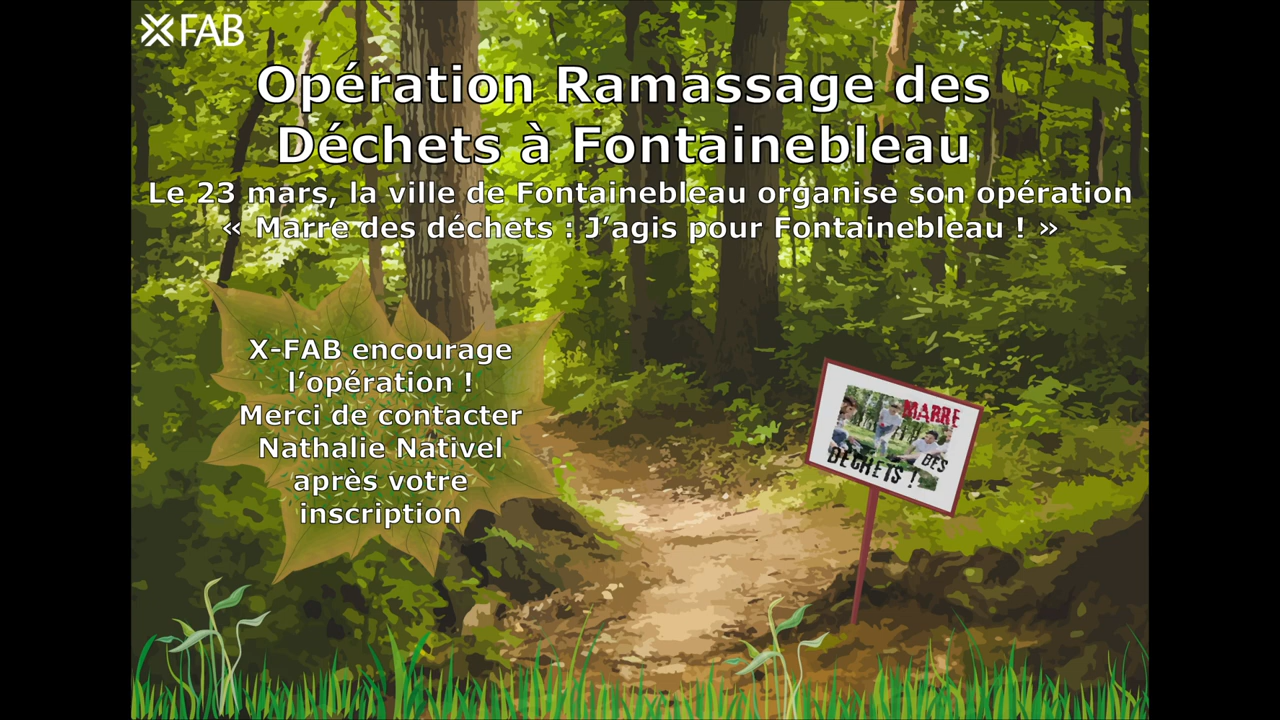 XFAB
Opération Ramassage des
Déchets à Fontainebleau
Le 23 mars, la ville de Fontainebleau organise son opération
« Marre des déchets : J’agis pour Fontainebleau ! »
X-FAB encourage
l’opération !
Merci de contacter
Nathalie Nativel
après votre
inscription
MARRE
DES
DÉCHETS !